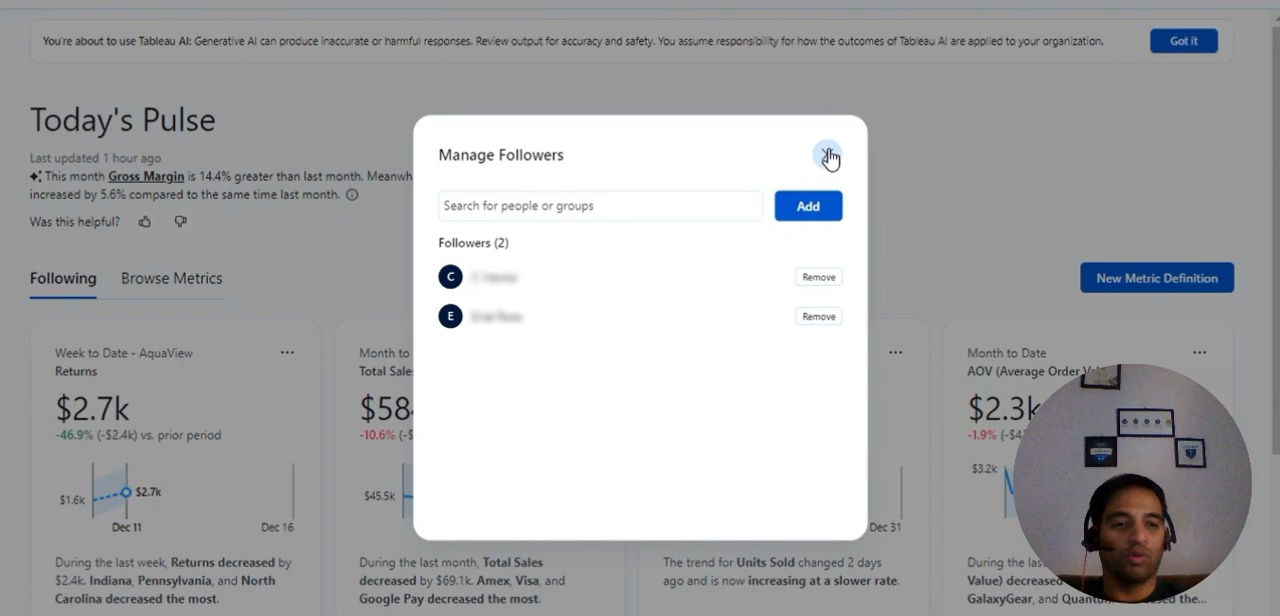 You're about to use Tableau AI: Generative AI can produce inaccurate or harmful responses. Review output for accuracy and safety. You assume responsibility for how the outcomes of Tableau AI are applied to your organization.
Got it
Today's Pulse
Last updated 1 hour ago
This month Gross Margin is 14.4% greater than last month. Meanwh
increased by 5.6% compared to the same time last month.
Was this helpful?
Following
Browse Metrics
New Metric Definition
Manage Followers
Search for people or groups
Add
Followers (2)
C
Remove
E
Remove
Week to Date - AquaView
Returns
$2.7k
-46.9% (-$2.4k) vs. prior period
$1.6k
$2.7k
Dec 11
Dec 16
During the last week, Returns decreased by
$2.4k. Indiana, Pennsylvania, and North
Carolina decreased the most.
Month to
Total Sale
$58
-10.6% (-$
$45.5k
During the last month, Total Sales
decreased by $69.1k. Amex, Visa, and
Google Pay decreased the most.
Dec 31
The trend for Units Sold changed 2 days
ago and is now increasing at a slower rate.
Month to Date
AOV (Average Order
$2.3k
-1.9%
$3.2k
During the
Value) decreased
GalaxyGear, and
the...